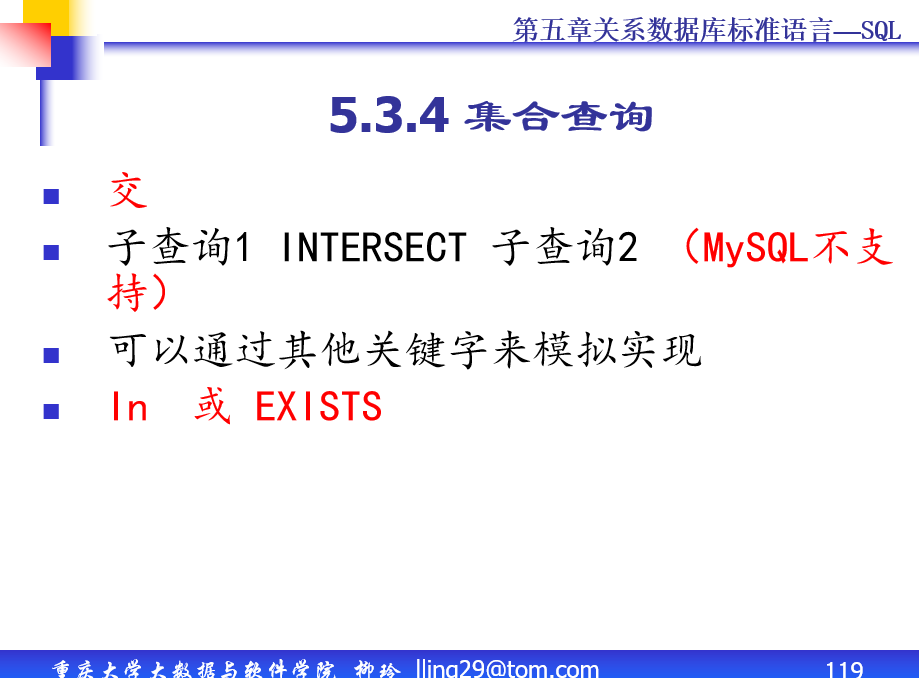 第五章关系数据库标准语言—SQL
5.3.4 集合查询
交
子查询1 INTERSECT 子查询2 （MySQL不支
持）
可以通过其他关键字来模拟实现
In 或 EXISTS
重庆大学大数据与软件学院 柳玲 lling29@tom.com
119